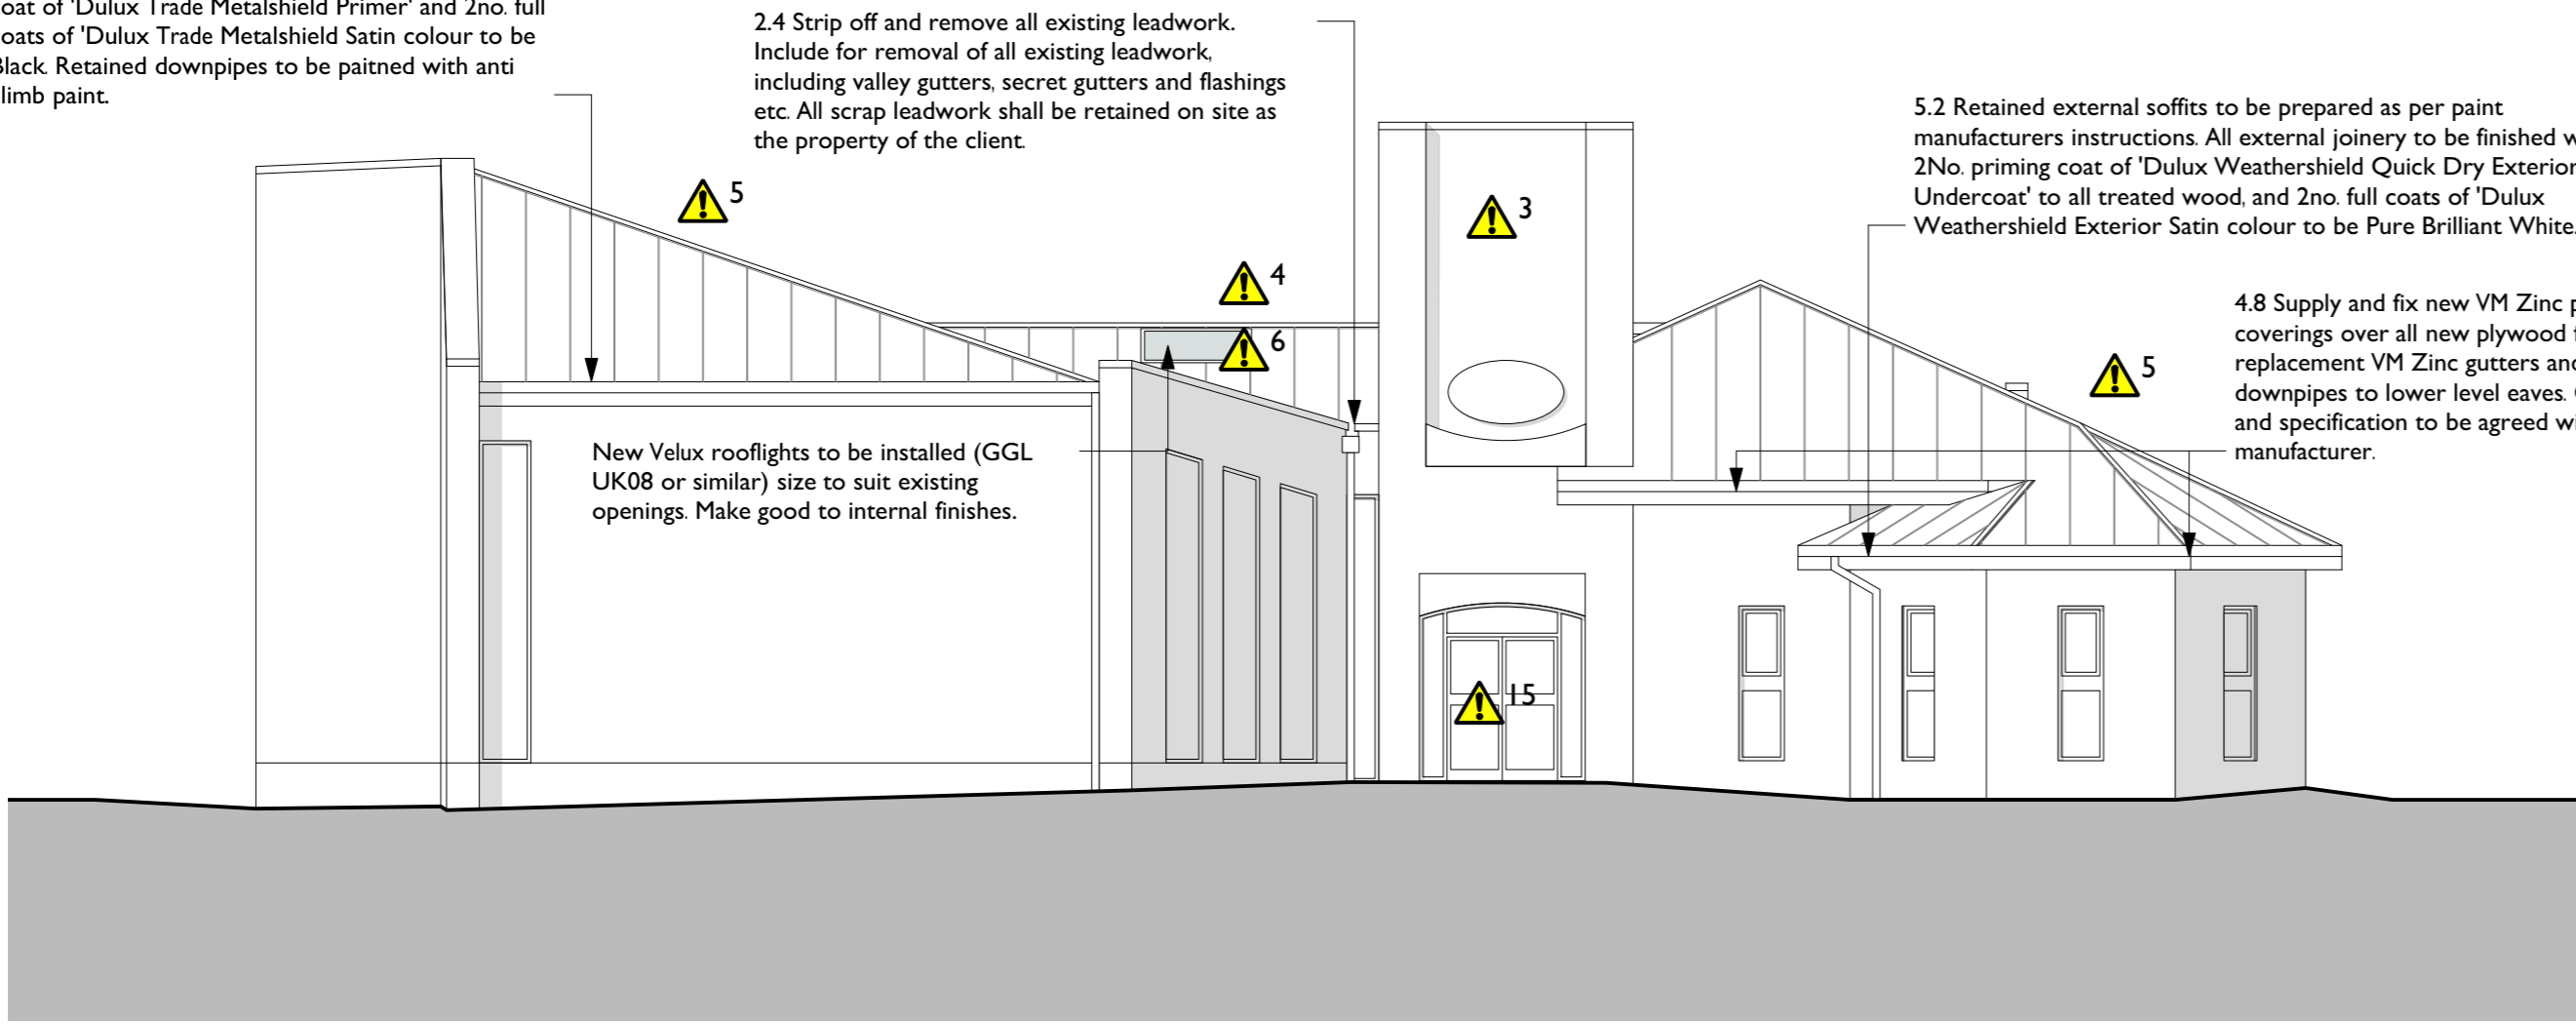 coat of 'Dulux Trade Metalshield Primer' and 2no. full
coats of 'Dulux Trade Metalshield Satin colour to be
Black. Retained downpipes to be paitned with anti
climb paint.
2.4 Strip off and remove all existing leadwork.
Include for removal of all existing leadwork,
including valley gutters, secret gutters and flashings
etc. All scrap leadwork shall be retained on site as
the property of the client.
5.2 Retained external soffits to be prepared as per paint
manufacturers instructions. All external joinery to be finished
2No. priming coat of 'Dulux Weathershield Quick Dry Exterior
Undercoat' to all treated wood, and 2no. full coats of 'Dulux
Weathershield Exterior Satin colour to be Pure Brilliant White.
5
3
4
6
4.8 Supply and fix new VM Zinc
coverings over all new plywood
replacement VM Zinc gutters and
downpipes to lower level eaves.
and specification to be agreed
manufacturer.
5
New Velux rooflights to be installed (GGL
UK08 or similar) size to suit existing
openings. Make good to internal finishes.
15